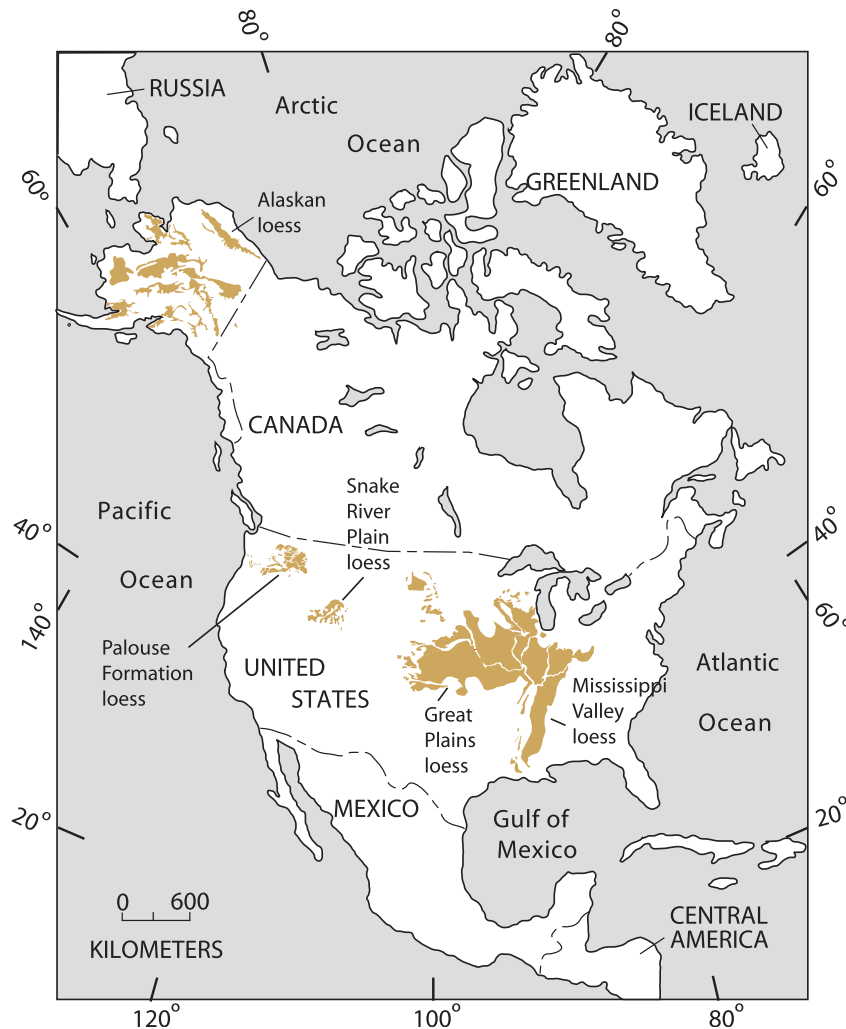 80°
80°
RUSSIA
Arctic
Ocean
ICELAND
GREENLAND
60°
60°
Alaskan
loess
CANADA
Snake
River
Plain
loess
Pacific
Ocean
40°
40°
140°
60°
Palouse
Formation
loess
UNITED
STATES
Great
Plains
loess
Mississippi
Valley
loess
Atlantic
Ocean
MEXICO
Gulf of
Mexico
20°
20°
0 600
KILOMETERS
CENTRAL
AMERICA
120°
100°
80°